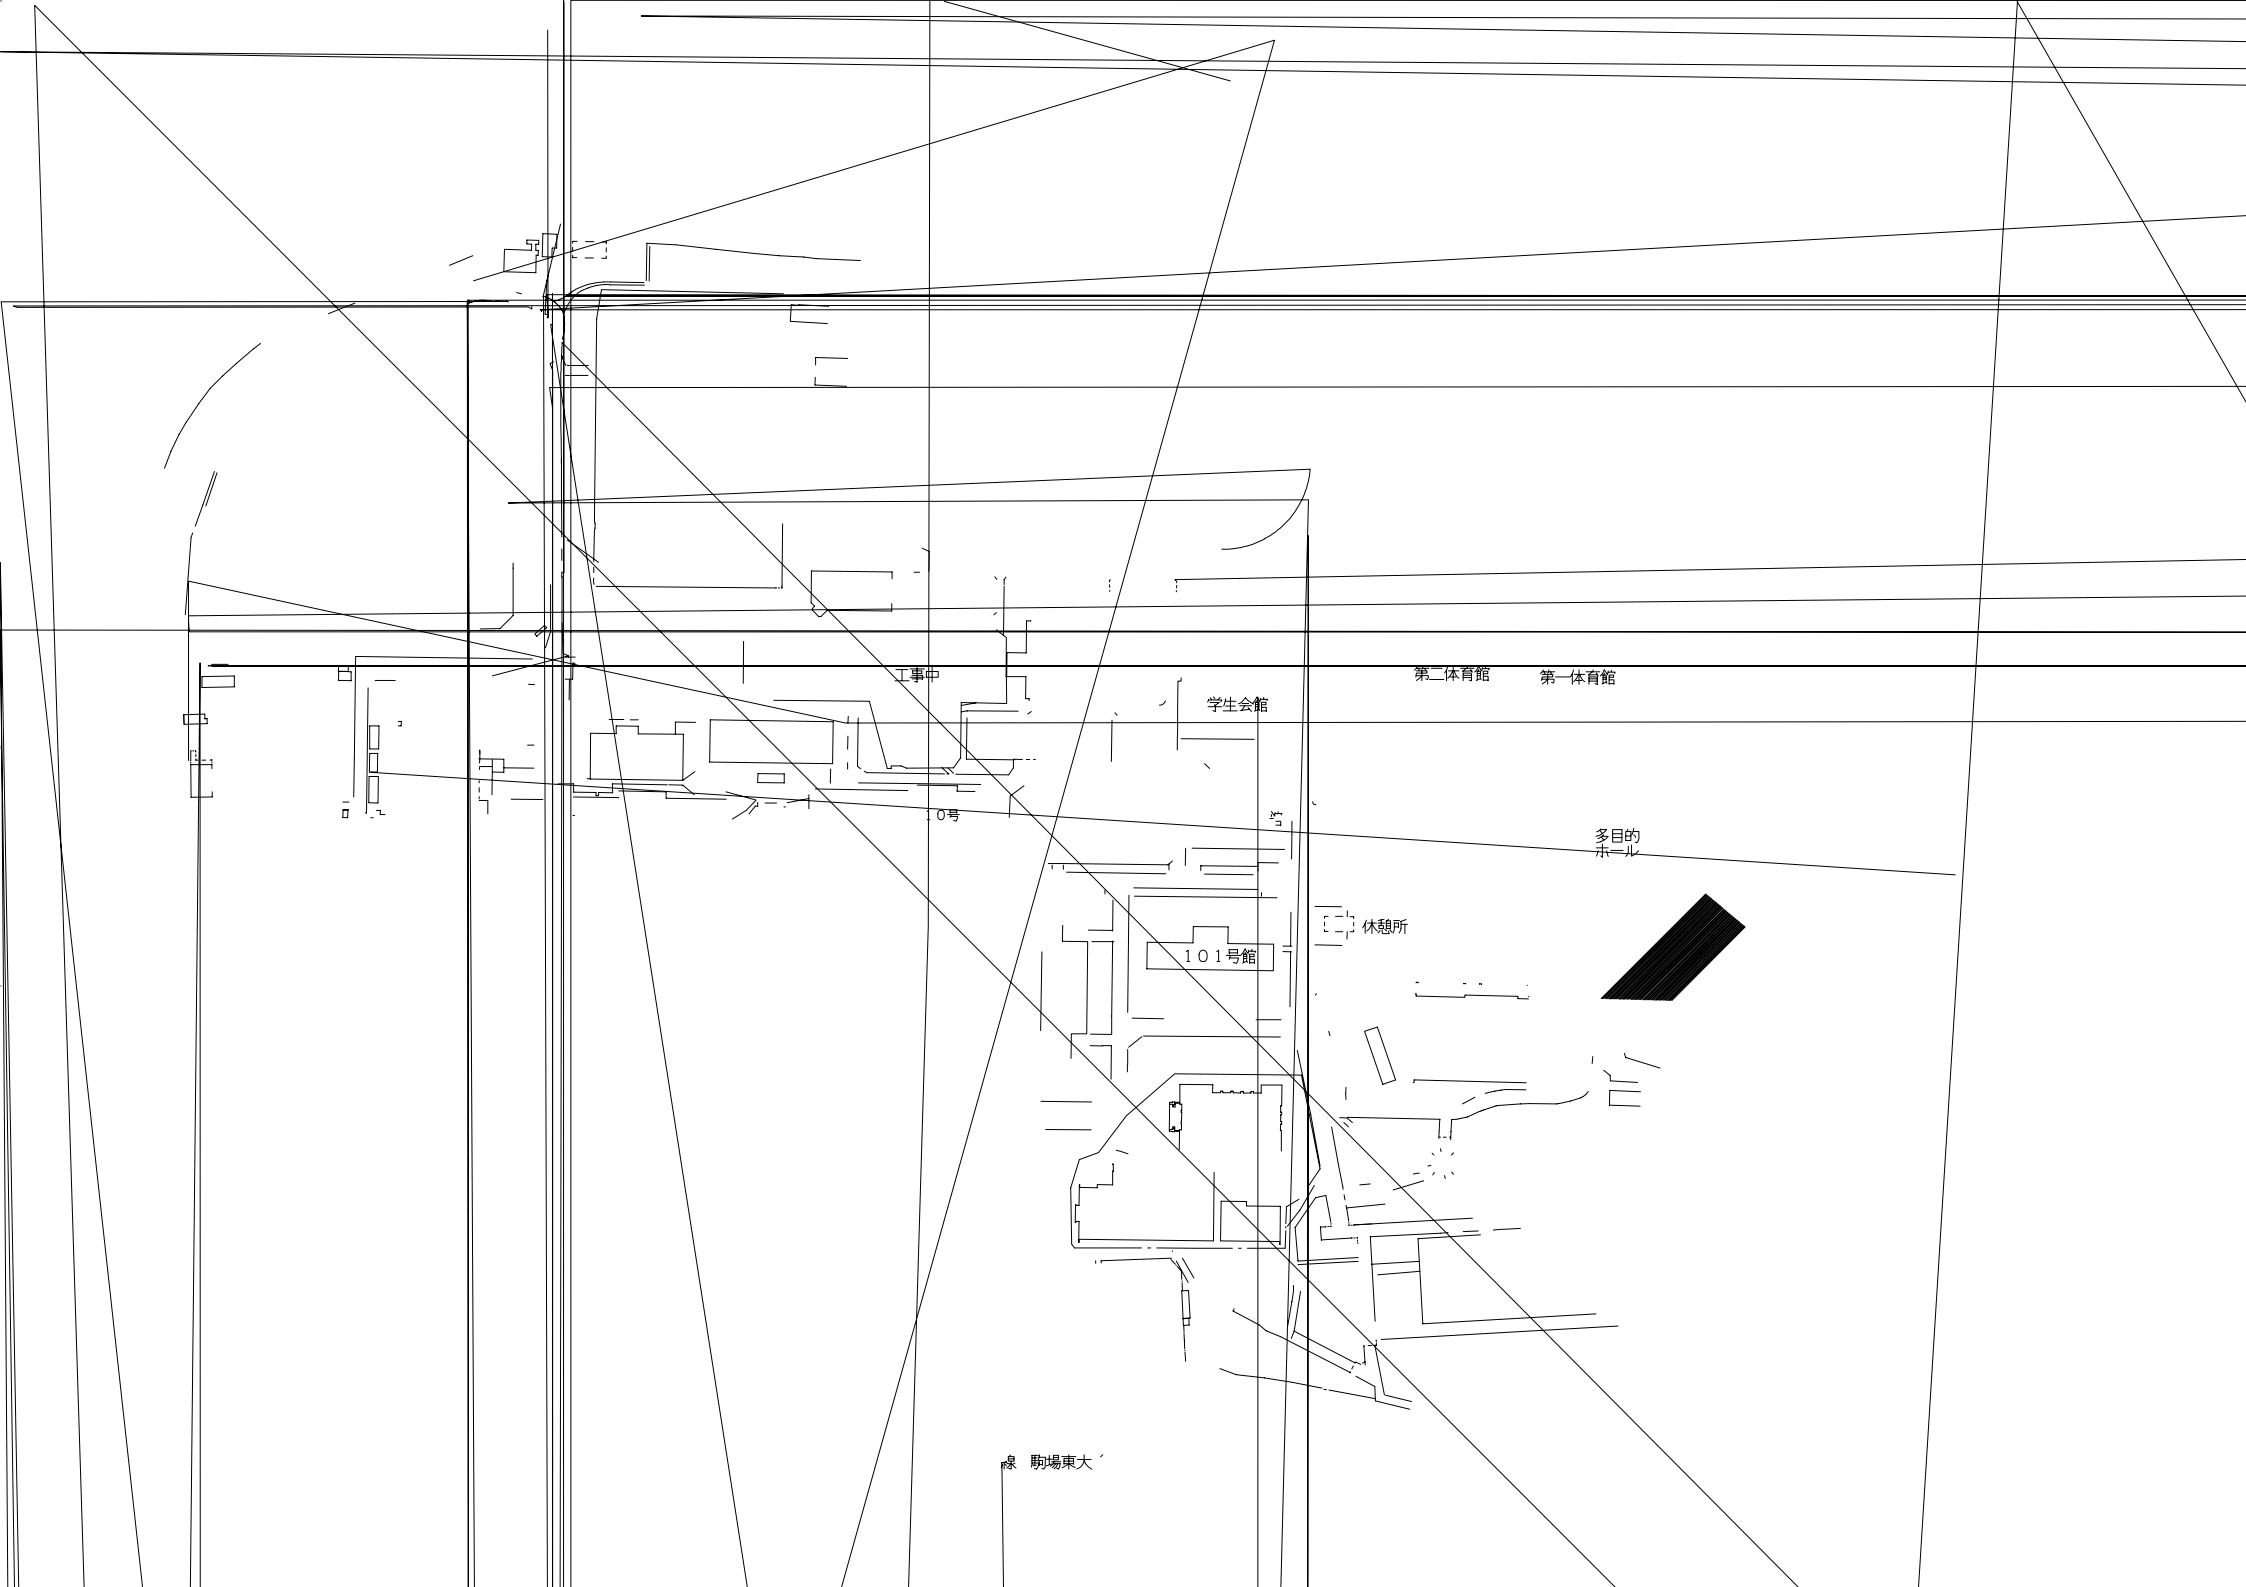 工事中
第二体育館
第一体育館
学生会館
１０号
多目的
ホール
休憩所
１０１号館
線　駒場東大